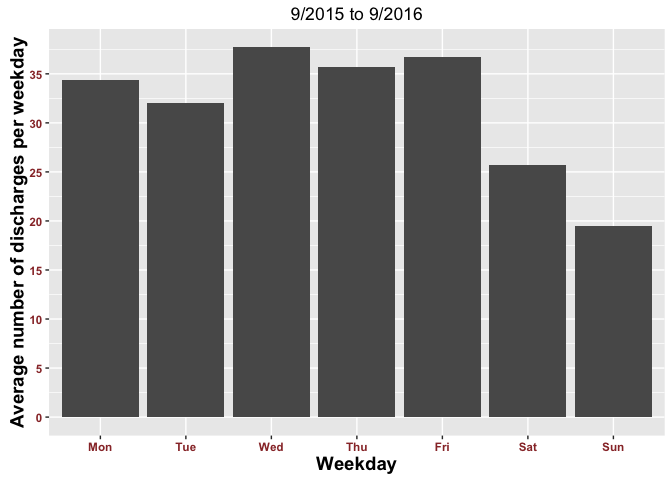 9/2015 to 9/2016
Average number of discharges per weekday
35
30
25
20
15
10
5
0
Mon Tue Wed Thu Fri Sat Sun
Weekday